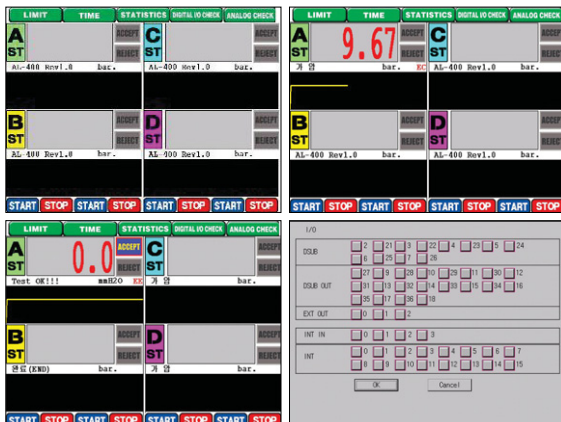 LIMIT TIME STATISTICS DIGITAL I/O CHECK ANALOG CHECK
A ST ACCEPT REJECT C ST ACCEPT REJECT
AL-400 Rev1.0 bar. AL-400 Rev1.0 bar.
B ST ACCEPT REJECT D ST ACCEPT REJECT
AL-400 Rev1.0 bar. AL-400 Rev1.0 bar.
START STOP START STOP START STOP START STOP
LIMIT TIME STATISTICS DIGITAL I/O CHECK ANALOG CHECK
A ST 9.67 ACCEPT REJECT C ST ACCEPT REJECT
가 압 bar. AL-400 Rev1.0 bar.
B ST ACCEPT REJECT D ST ACCEPT REJECT
AL-400 Rev1.0 bar. AL-400 Rev1.0 bar.
START STOP START STOP START STOP START STOP
LIMIT TIME STATISTICS DIGITAL I/O CHECK ANALOG CHECK
A ST 0.0 ACCEPT REJECT C ST ACCEPT REJECT
Test OK!!! mmH2O 가 압 bar.
B ST ACCEPT REJECT D ST ACCEPT REJECT
완료(END) bar. 가 압 bar.
START STOP START STOP START STOP START STOP
I/O
DSUB 2 21 3 22 4 23 5 24
6 25 7 26
DSUB OUT 27 9 28 10 29 11 30 12
31 13 32 14 33 15 34 16
35 17 36 18
EXT OUT 0 1 2
INT IN 0 1 2 3
INT 0 1 2 3 4 5 6 7
8 9 10 11 12 13 14 15
OK Cancel